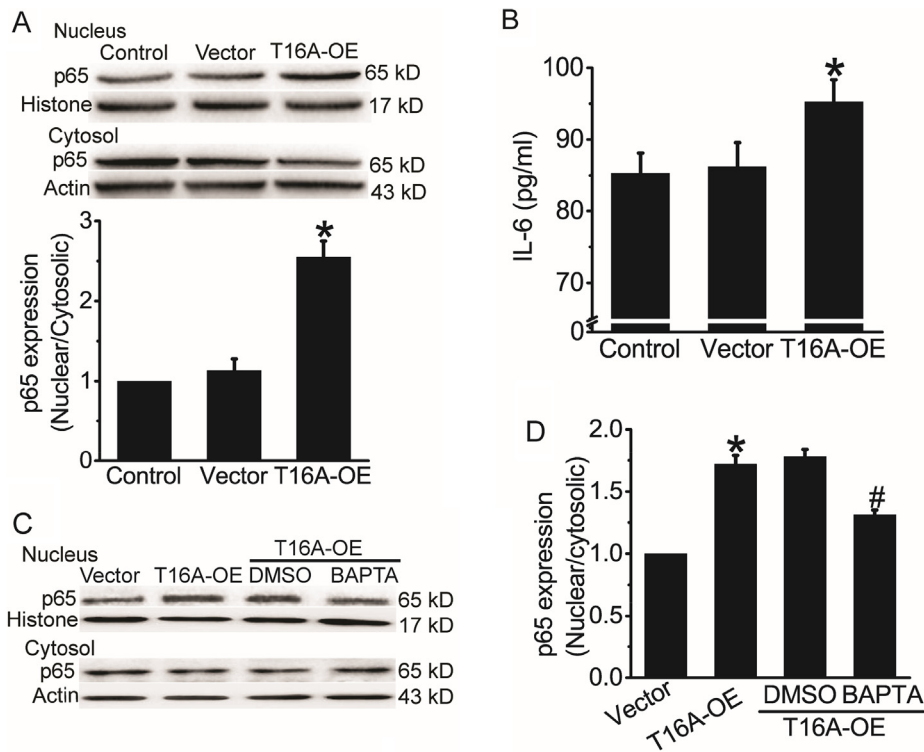 A
Nucleus
Control Vector T16A-OE
p65 65 kD
Histone 17 kD
Cytosol
p65 65 kD
Actin 43 kD
p65 expression
(Nuclear/Cytosolic)
3
2
1
0
*
Control Vector T16A-OE
B
IL-6 (pg/ml)
100
90
80
70
0
*
Control Vector T16A-OE
C
Nucleus T16A-OE
Vector T16A-OE DMSO BAPTA
p65 65 kD
Histone 17 kD
Cytosol
p65 65 kD
Actin 43 kD
D
p65 expression
(Nuclear/cytosolic)
2.0
1.5
1.0
0.5
0.0
*
#
Vector T16A-OE DMSO BAPTA
T16A-OE